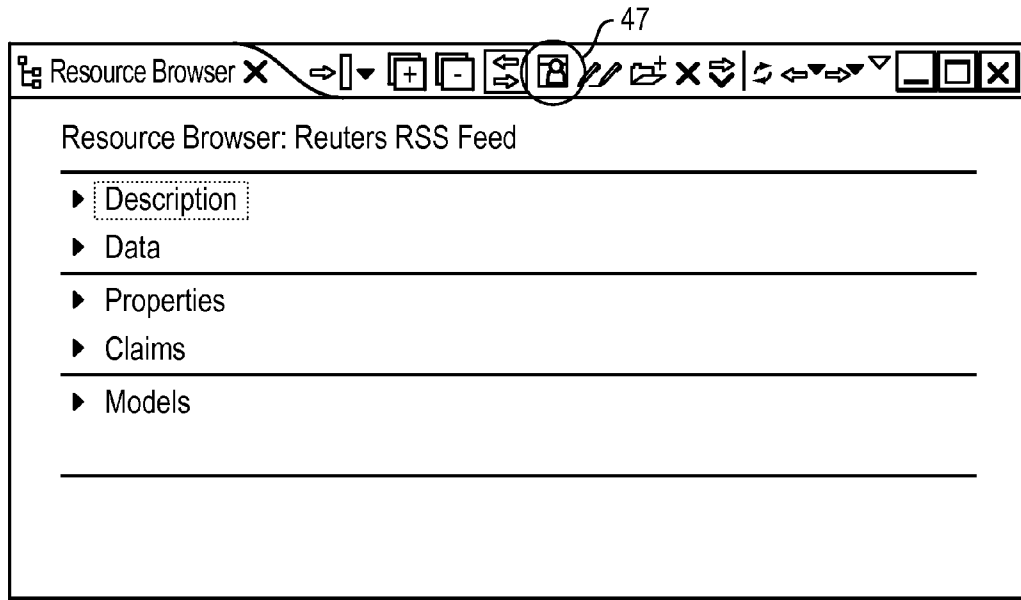 47
Resource Browser
Resource Browser: Reuters RSS Feed
Description
Data
Properties
Claims
Models